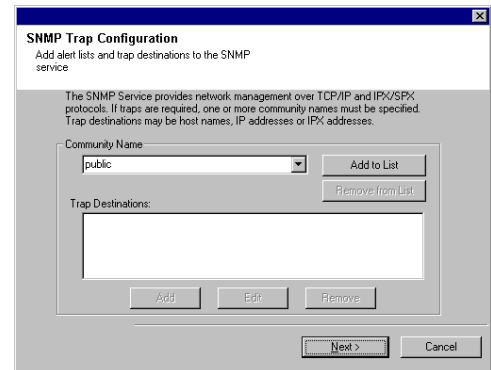 SNMP Trap Configuration
Add alert lists and trap destinations to the SNMP
service
The SNMP Service provides network management over TCP/IP and IPX/SPX
protocols. If traps are required, one or more community names must be specified.
Trap destinations may be host names, IP addresses or IPX addresses.
Community Name
public
Add to List
Remove from List
Trap Destinations:
Add
Edit
Remove
Next >
Cancel